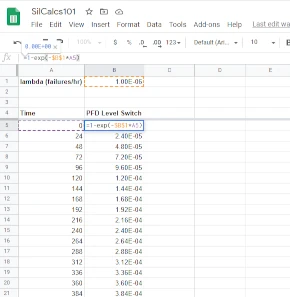 SilCalcs101
File Edit View Insert Format Data Tools Add-ons Help Last edit wa
0.00E+00 × 100% $ % .0 .00 123 Default (Ari... 10 B
fx =1-exp(-$B$1*A5)
A B C D E
1 lambda (failures/hr) 1.00E-06
2
3
4 Time PFD Level Switch
5 0 =1-exp(-$B$1*A5)
6 24 2.40E-05
7 48 4.80E-05
8 72 7.20E-05
9 96 9.60E-05
10 120 1.20E-04
11 144 1.44E-04
12 168 1.68E-04
13 192 1.92E-04
14 216 2.16E-04
15 240 2.40E-04
16 264 2.64E-04
17 288 2.88E-04
18 312 3.12E-04
19 336 3.36E-04
20 360 3.60E-04
21 384 3.84E-04